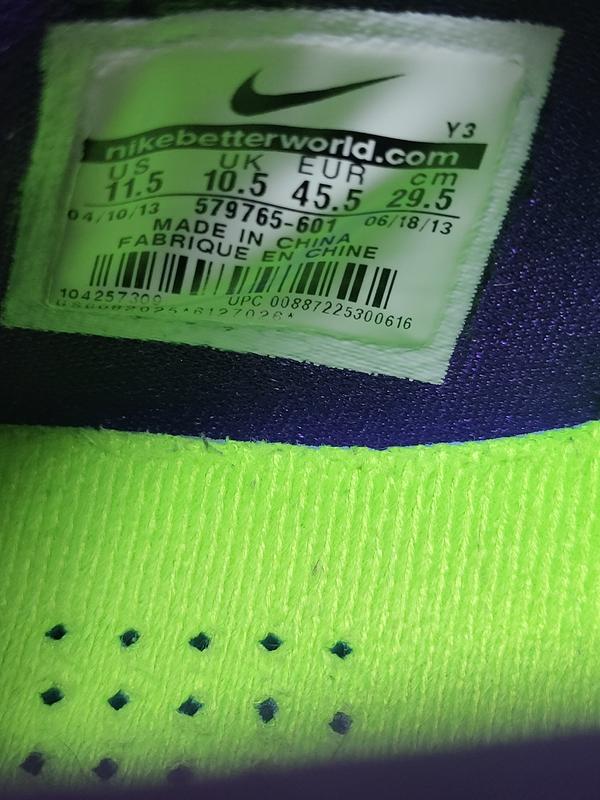 Y3
nikebetterworld.com
US UK EUR cm
11.5 10.5 45.5 29.5
04/10/13 579765-601 06/18/13
MADE IN CHINA
FABRIQUE EN CHINE
104257309 UPC 00887225300616